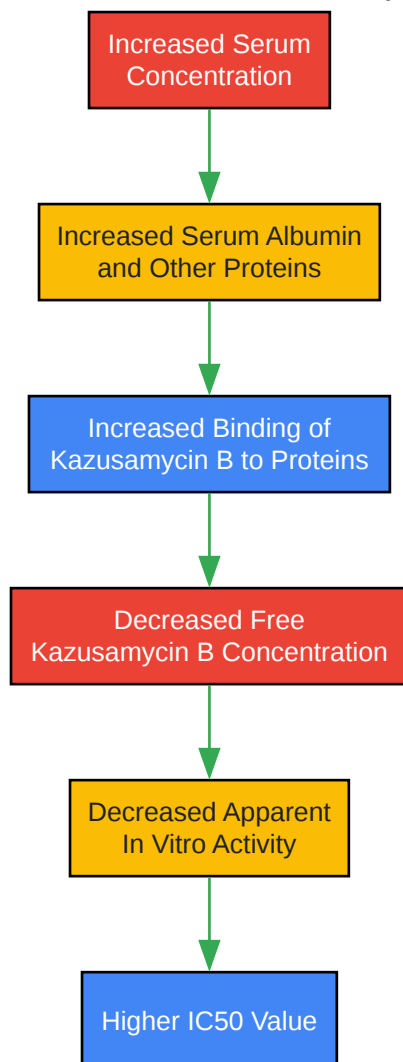 Increased Serum
Concentration
Increased Serum Albumin
and Other Proteins
Increased Binding of
Kazusamycin B to Proteins
Decreased Free
Kazusamycin B Concentration
Decreased Apparent
In Vitro Activity
Higher IC50 Value